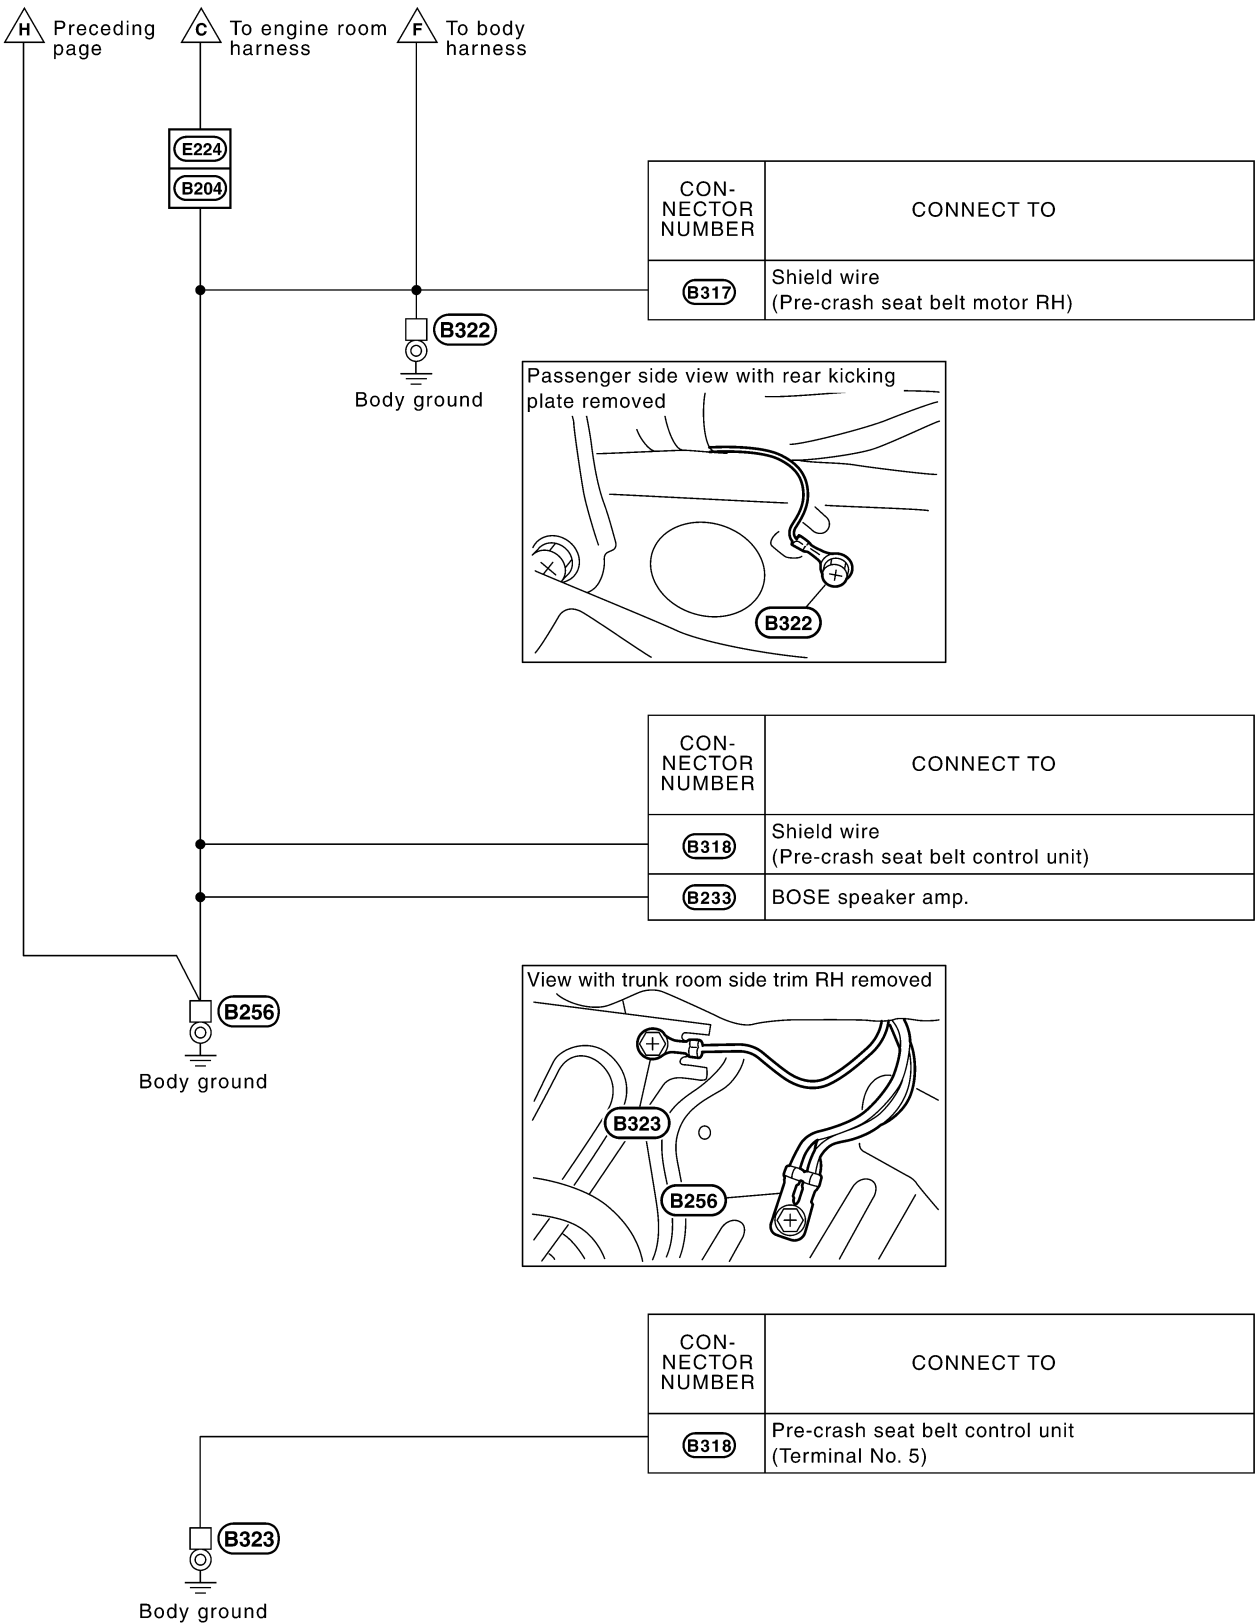 H Preceding page
C To engine room harness
F To body harness
E224
B204
CON-
NECTOR
NUMBER
CONNECT TO
B317
Shield wire
(Pre-crash seat belt motor RH)
B322
Body ground
Passenger side view with rear kicking
plate removed
B322
CON-
NECTOR
NUMBER
CONNECT TO
B318
Shield wire
(Pre-crash seat belt control unit)
B233
BOSE speaker amp.
B256
Body ground
View with trunk room side trim RH removed
B323
B256
CON-
NECTOR
NUMBER
CONNECT TO
B318
Pre-crash seat belt control unit
(Terminal No. 5)
B323
Body ground